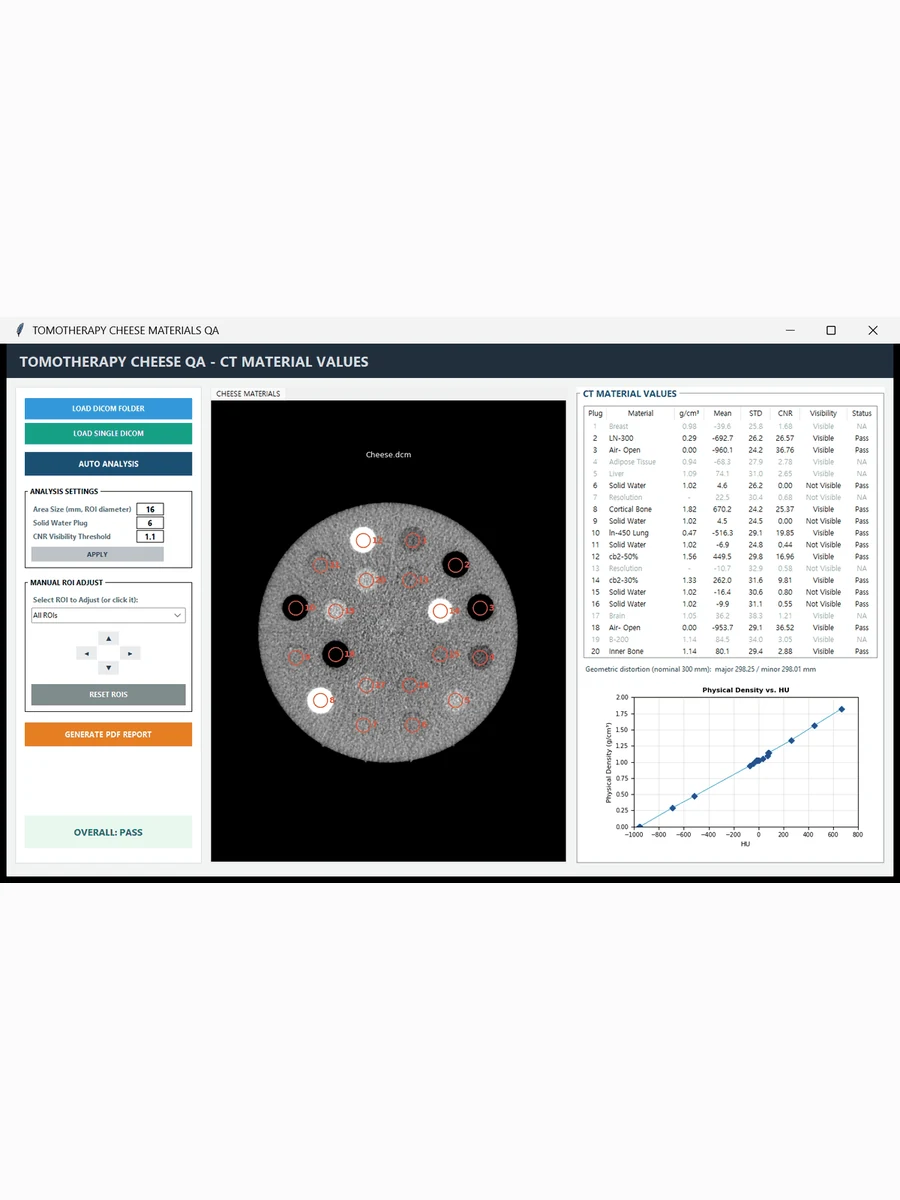 TOMOTHERAPY CHEESE MATERIALS QA
TOMOTHERAPY CHEESE QA - CT MATERIAL VALUES
LOAD DICOM FOLDER
LOAD SINGLE DICOM
AUTO ANALYSIS
ANALYSIS SETTINGS
Area Size (mm, ROI diameter) 16
Solid Water Plug 6
CNR Visibility Threshold 1.1
APPLY
MANUAL ROI ADJUST
Select ROI to Adjust (or click it):
All ROIs
▲
◄ ►
▼
RESET ROIS
GENERATE PDF REPORT
OVERALL: PASS
CHEESE MATERIALS
Cheese.dcm
CT MATERIAL VALUES
Plug Material g/cm³ Mean STD CNR Visibility Status
1 Breast 0.98 -39.6 25.8 1.68 Visible NA
2 LN-300 0.29 -692.7 26.2 26.57 Visible Pass
3 Air- Open 0.00 -960.1 24.2 36.76 Visible Pass
4 Adipose Tissue 0.94 -68.3 27.9 2.78 Visible NA
5 Liver 1.09 74.1 31.0 2.65 Visible NA
6 Solid Water 1.02 4.6 26.2 0.00 Not Visible Pass
7 Resolution - 22.5 30.4 0.68 Not Visible NA
8 Cortical Bone 1.82 670.2 24.2 25.37 Visible Pass
9 Solid Water 1.02 4.5 24.5 0.00 Not Visible Pass
10 ln-450 Lung 0.47 -516.3 29.1 19.85 Visible Pass
11 Solid Water 1.02 -6.9 24.8 0.44 Not Visible Pass
12 cb2-50% 1.56 449.5 29.8 16.96 Visible Pass
13 Resolution - -10.7 32.9 0.58 Not Visible NA
14 cb2-30% 1.33 262.0 31.6 9.81 Visible Pass
15 Solid Water 1.02 -16.4 30.6 0.80 Not Visible Pass
16 Solid Water 1.02 -9.9 31.1 0.55 Not Visible Pass
17 Brain 1.05 36.2 38.3 1.21 Visible NA
18 Air- Open 0.00 -953.7 29.1 36.52 Visible Pass
19 B-200 1.14 84.5 34.0 3.05 Visible NA
20 Inner Bone 1.14 80.1 29.4 2.88 Visible Pass
Geometric distortion (nominal 300 mm): major 298.25 / minor 298.01 mm
Physical Density vs. HU
Physical Density (g/cm³)
2.00
1.75
1.50
1.25
1.00
0.75
0.50
0.25
0.00
−1000 −800 −600 −400 −200 0 200 400 600 800
HU